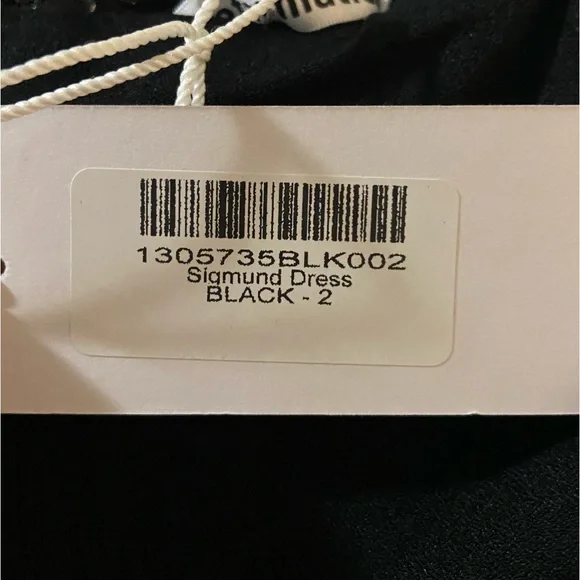 1305735BLK002
Sigmund Dress
BLACK - 2